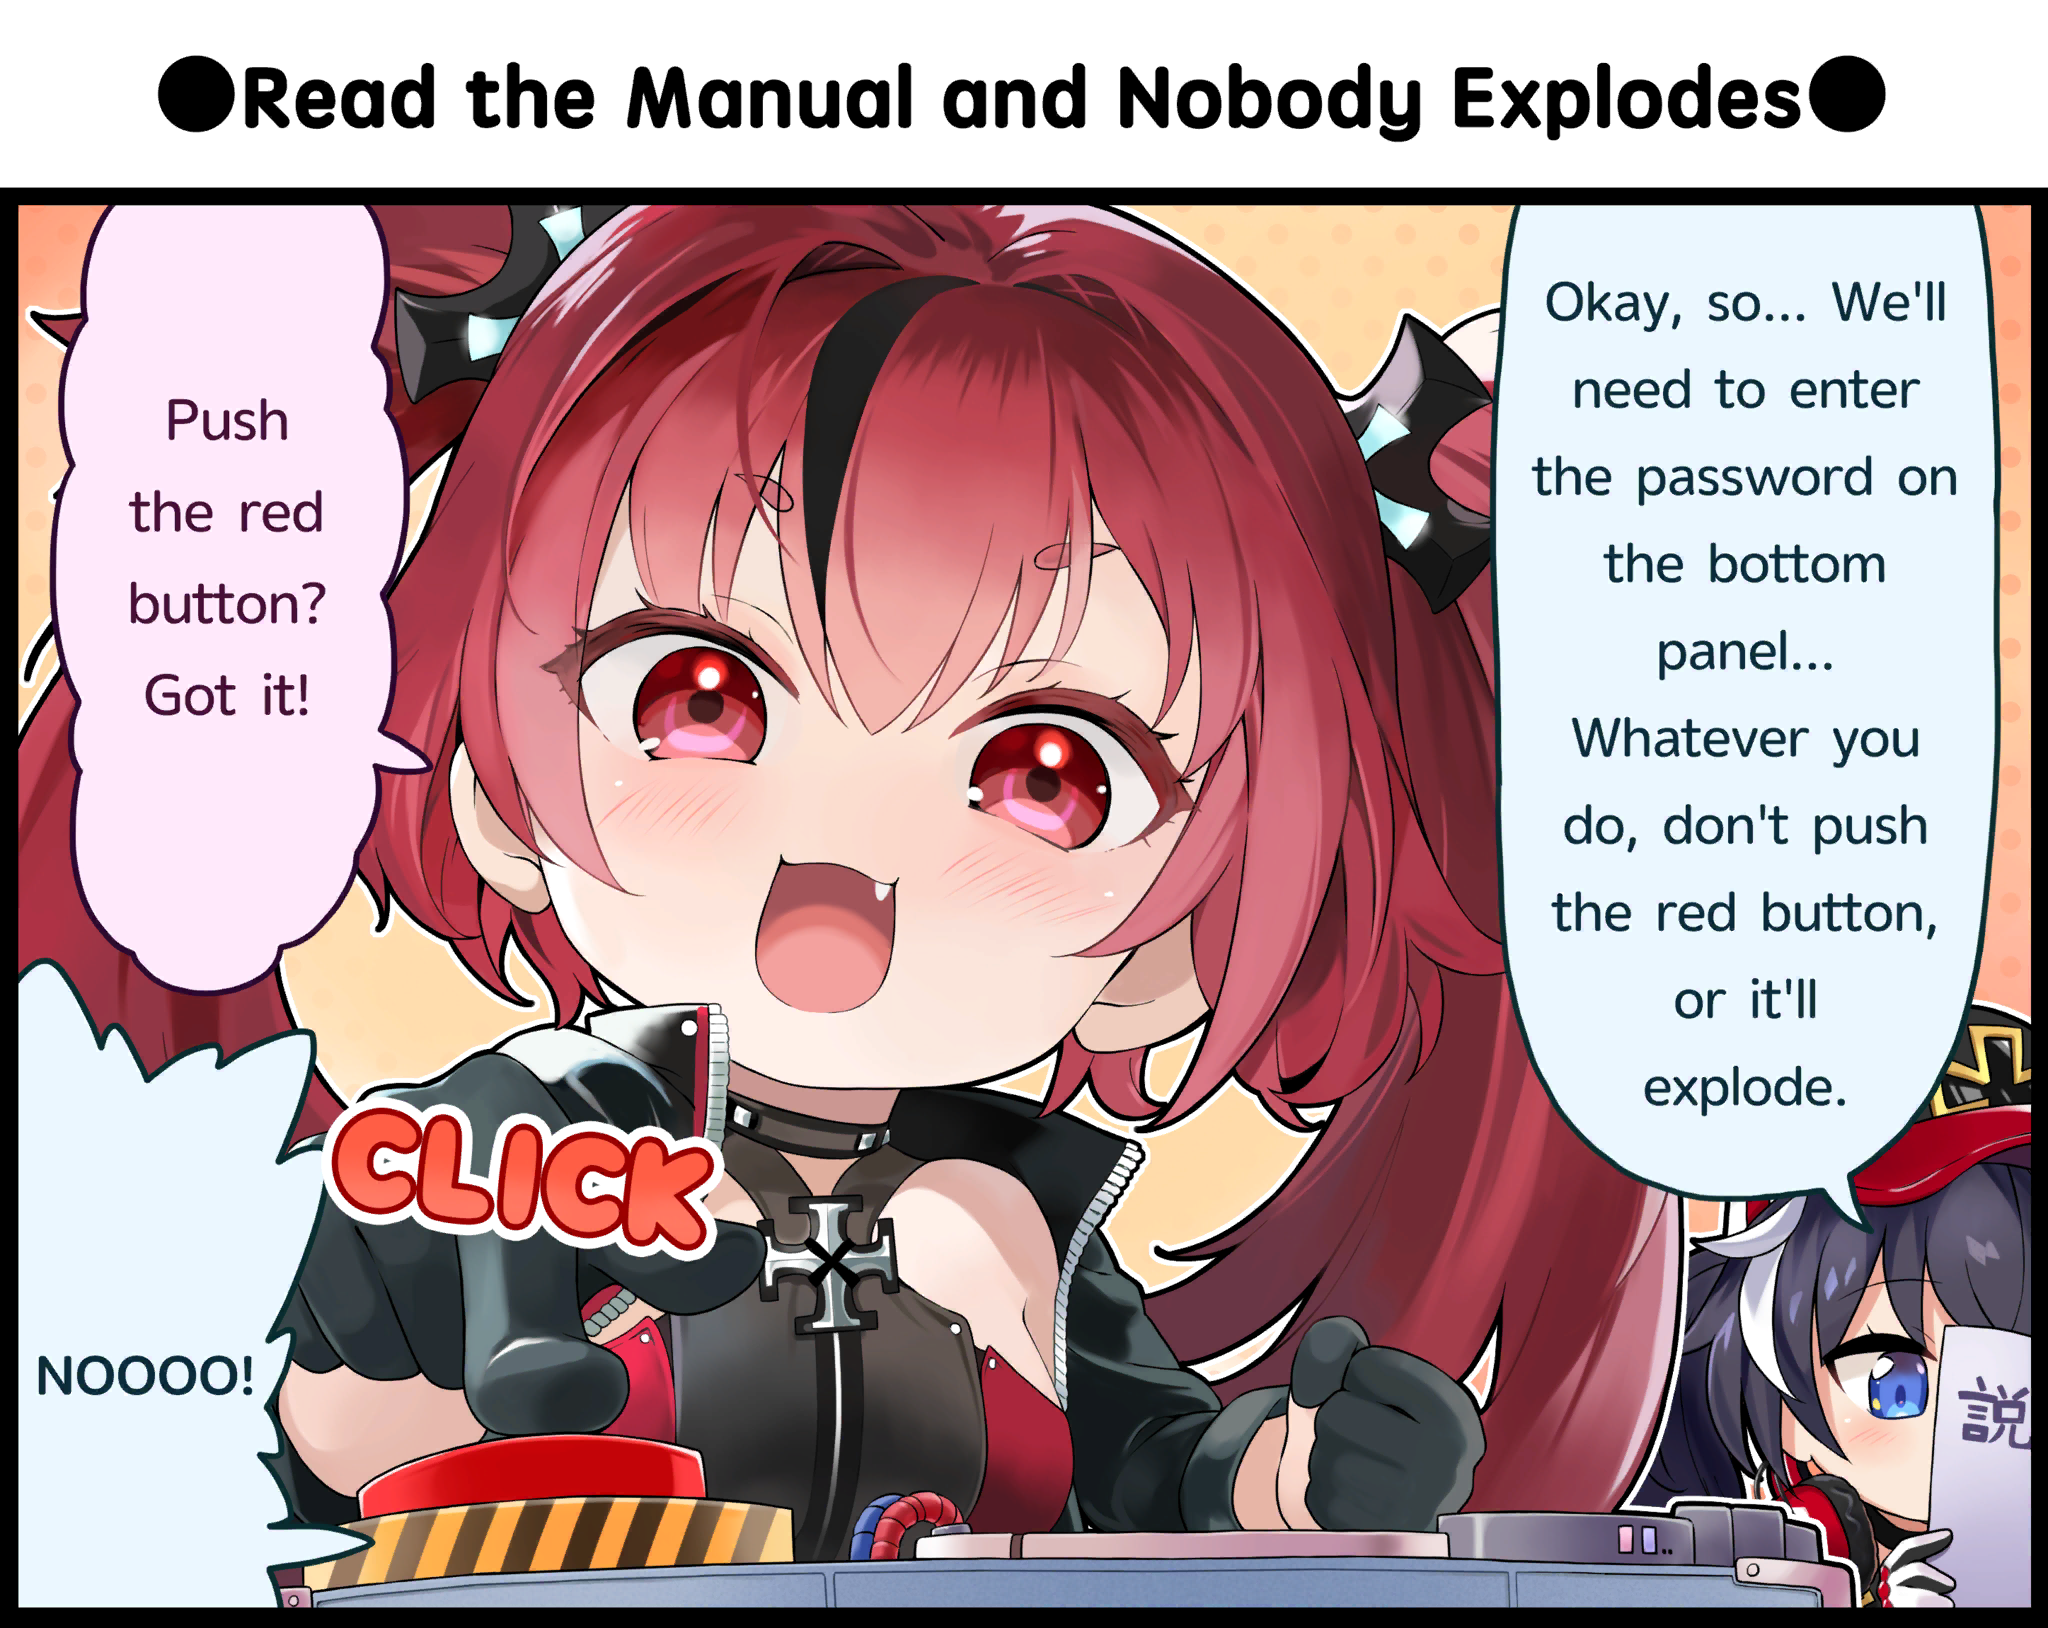 ●Read the Manual and Nobody Explodes●
Okay, so... We'll
need to enter
the password on
the bottom
panel...
Whatever you
do, don't push
the red button,
or it'll
explode.
Push
the red
button?
Got it!
CLICK
NOOOO!
説